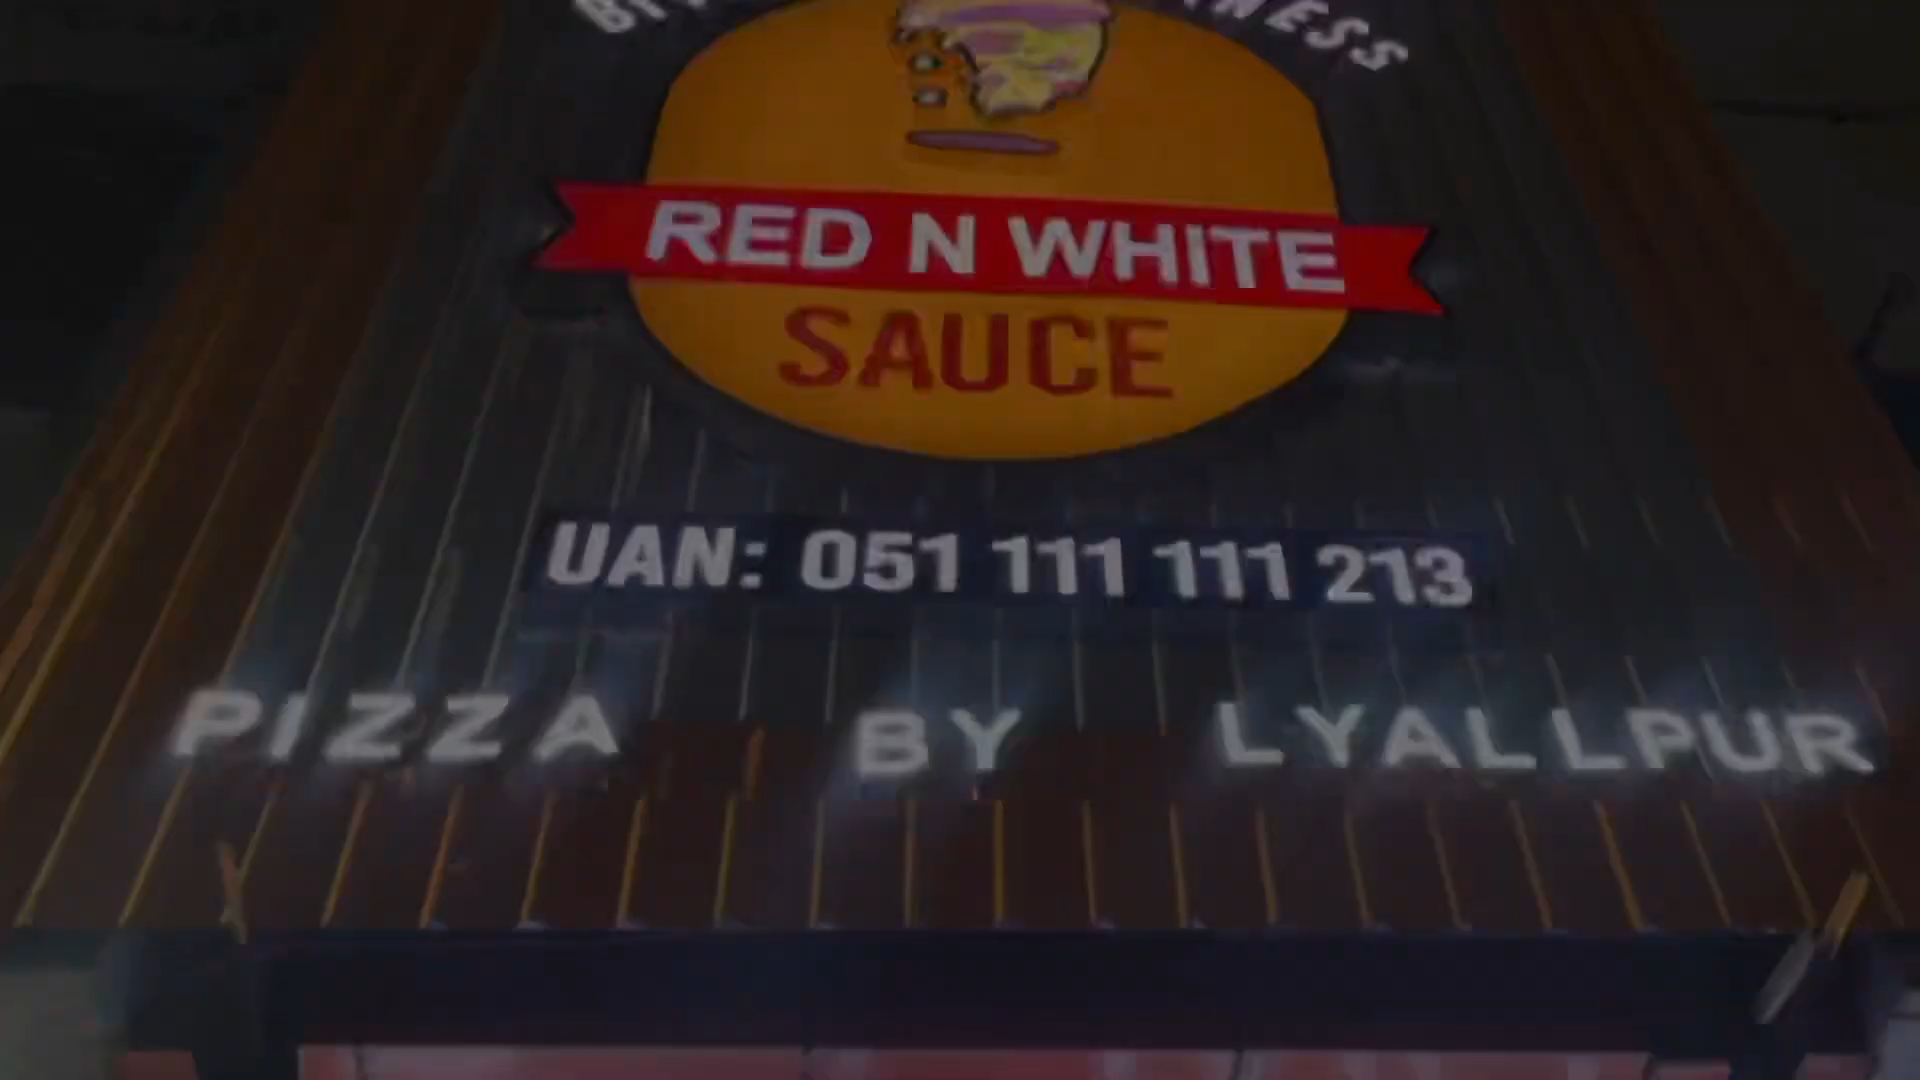 RED N WHITE
SAUCE
UAN: 051 111 111 213
PIZZA BY LYALLPUR